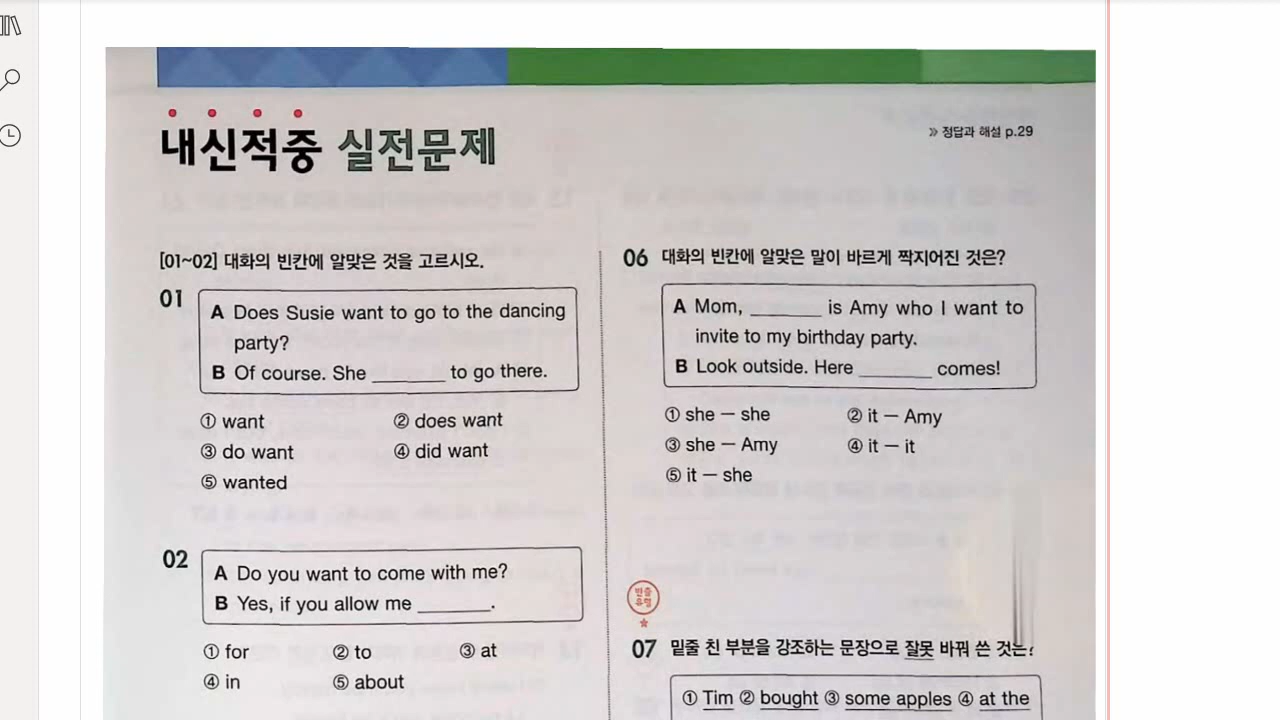 내신적중 실전문제
» 정답과 해설 p.29
[01~02] 대화의 빈칸에 알맞은 것을 고르시오.
01
A Does Susie want to go to the dancing
party?
B Of course. She ________ to go there.
① want ② does want
③ do want ④ did want
⑤ wanted
02
A Do you want to come with me?
B Yes, if you allow me ________.
① for ② to ③ at
④ in ⑤ about
06 대화의 빈칸에 알맞은 말이 바르게 짝지어진 것은?
A Mom, ________ is Amy who I want to
invite to my birthday party.
B Look outside. Here ________ comes!
① she – she ② it – Amy
③ she – Amy ④ it – it
⑤ it – she
빈출
유형
07 밑줄 친 부분을 강조하는 문장으로 잘못 바꿔 쓴 것은?
① Tim ② bought ③ some apples ④ at the